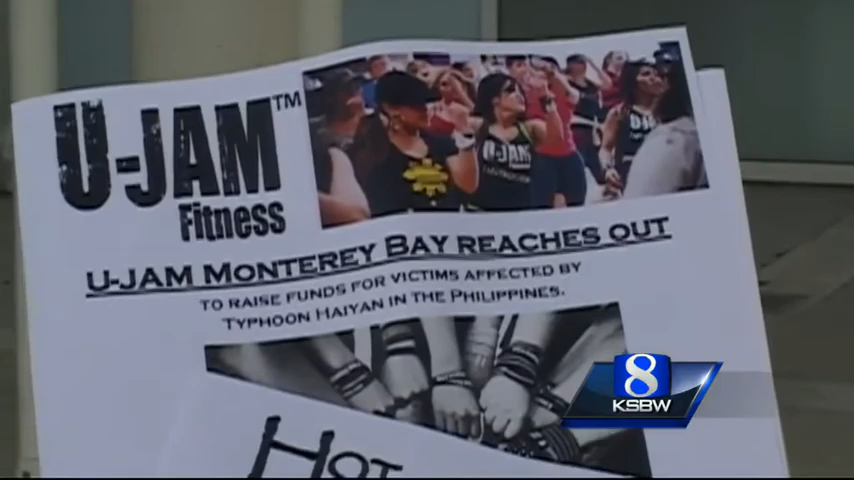 U-JAM™
Fitness
U-JAM
U-JAM MONTEREY BAY REACHES OUT
TO RAISE FUNDS FOR VICTIMS AFFECTED BY
TYPHOON HAIYAN IN THE PHILIPPINES.
HOT
8
KSBW